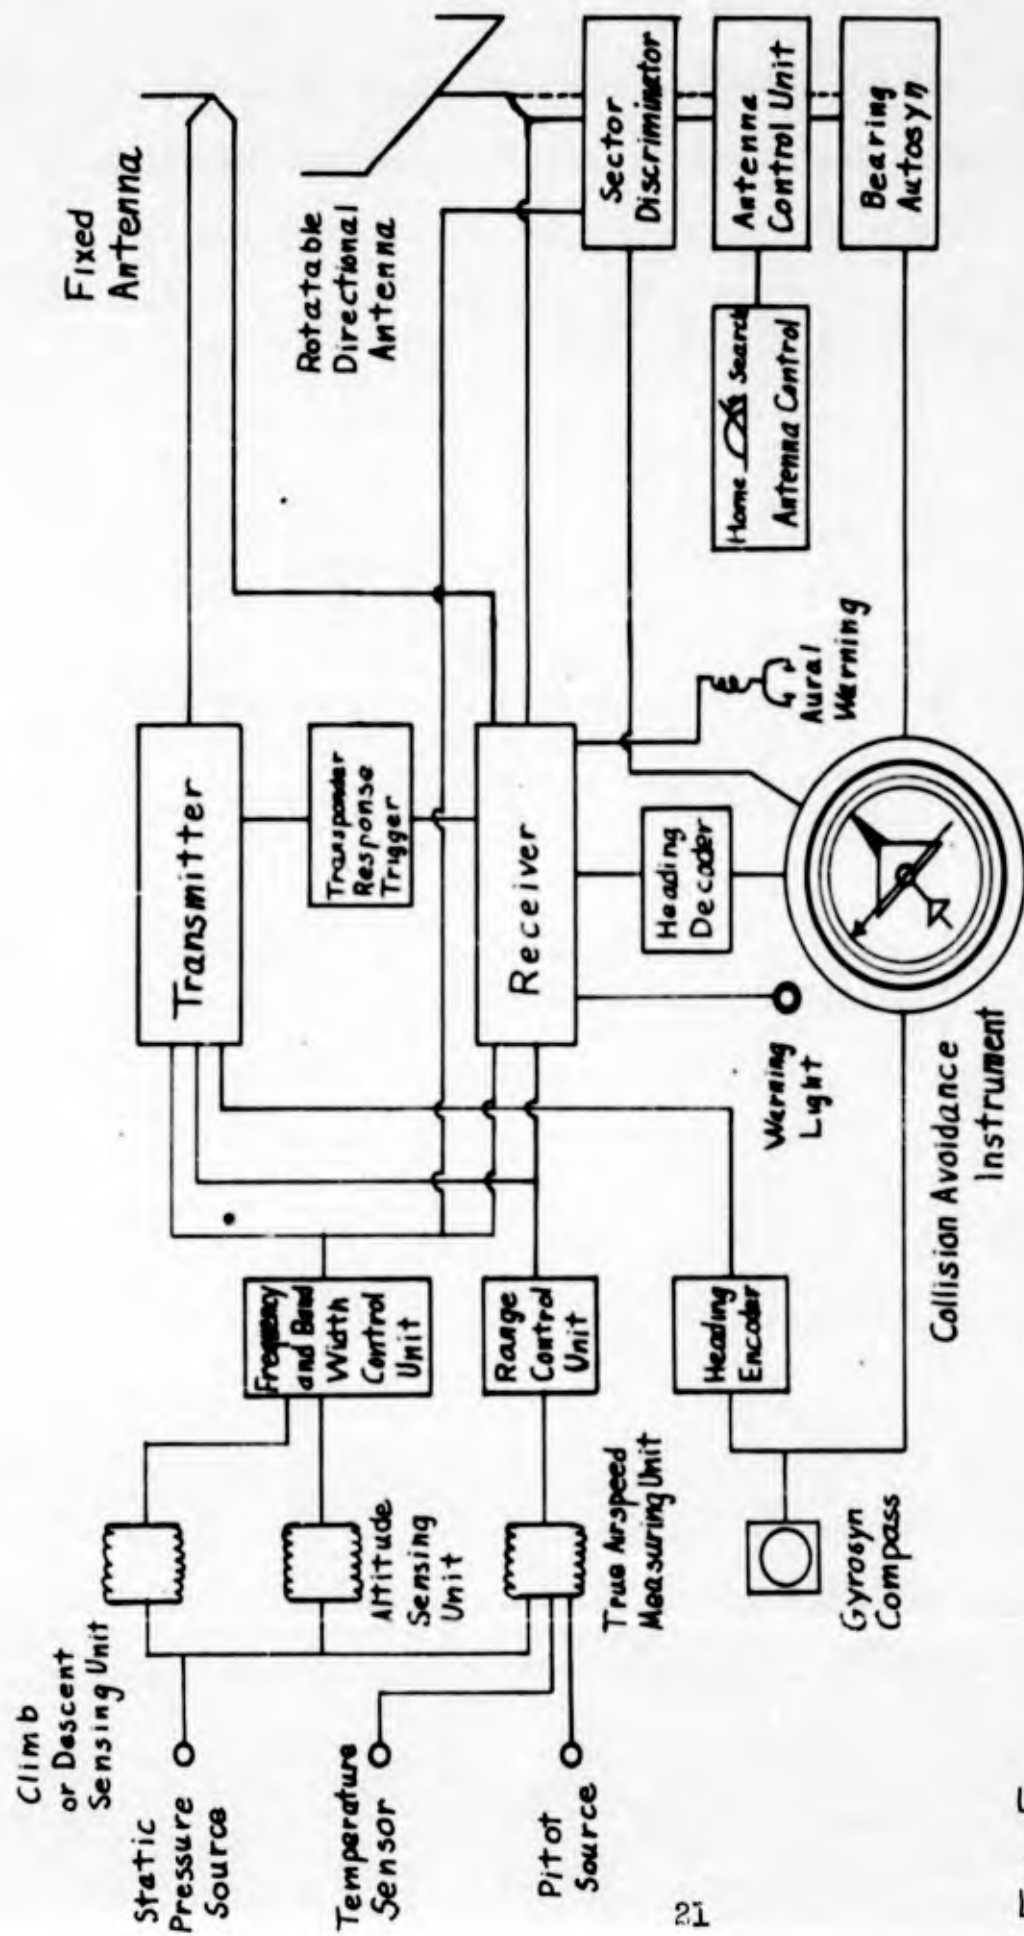 Climb
or Descent
Sensing Unit
Static
Pressure
Source
Temperature
Sensor
Pitot
Source
Altitude
Sensing
Unit
True Airspeed
Measuring Unit
Gyrosyn
Compass
Frequency
and Band
Width
Control
Unit
Range
Control
Unit
Heading
Encoder
Transmitter
Transponder
Response
Trigger
Receiver
Heading
Decoder
Warning
Light
Collision Avoidance
Instrument
Aural
Warning
Fixed
Antenna
Rotatable
Directional
Antenna
Sector
Discriminator
Antenna
Control Unit
Bearing
Autosyn
Home Search
Antenna Control
21